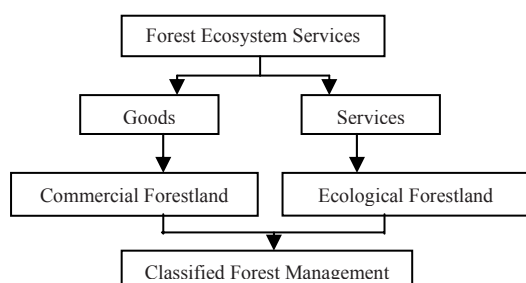 Forest Ecosystem Services
Goods
Services
Commercial Forestland
Ecological Forestland
Classified Forest Management